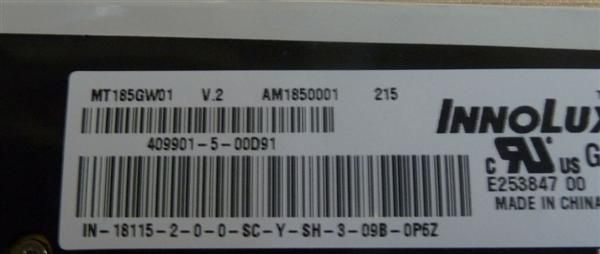 MT185GW01 V.2 AM1850001 215
INNOLUX
409901-5-00D91
c RU US G
E253847 00
MADE IN CHINA
IN-18115-2-0-0-SC-Y-SH-3-09B-0P6Z